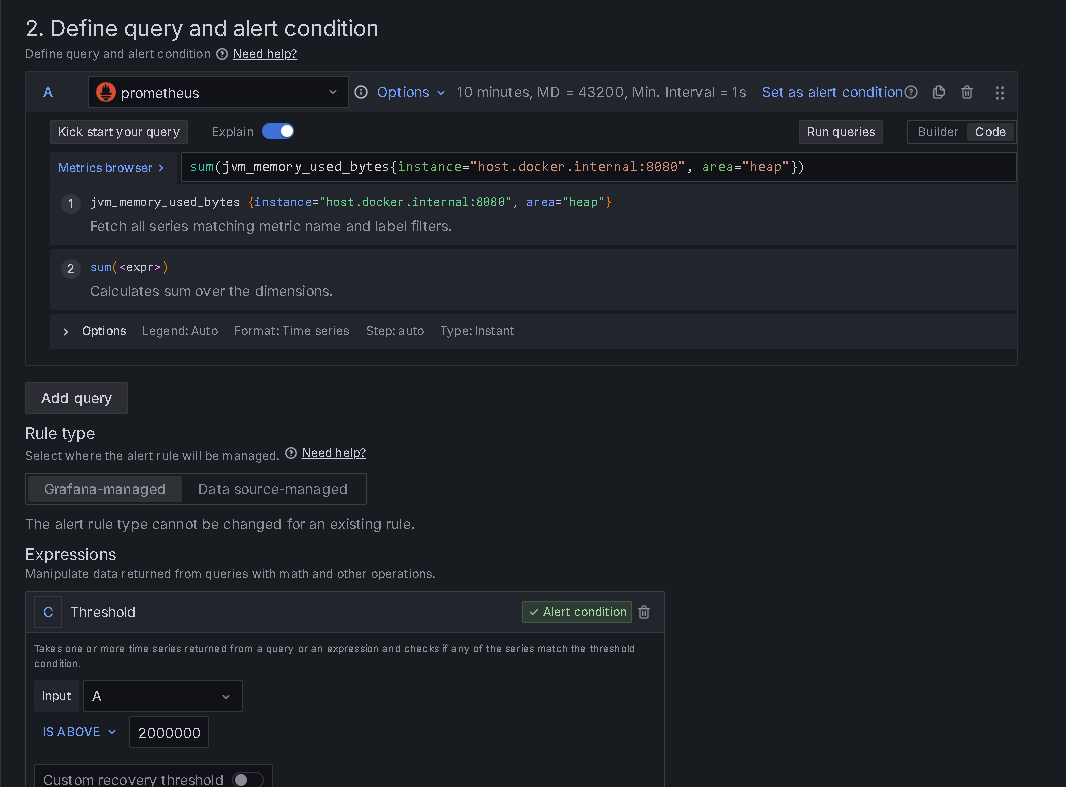 2. Define query and alert condition
Define query and alert condition Need help?
A prometheus Options 10 minutes, MD = 43200, Min. Interval = 1s Set as alert condition
Kick start your query Explain Run queries Builder Code
Metrics browser > sum(jvm_memory_used_bytes{instance="host.docker.internal:8080", area="heap"})
1 jvm_memory_used_bytes {instance="host.docker.internal:8080", area="heap"}
Fetch all series matching metric name and label filters.
2 sum(<expr>)
Calculates sum over the dimensions.
Options Legend: Auto Format: Time series Step: auto Type: Instant
Add query
Rule type
Select where the alert rule will be managed. Need help?
Grafana-managed Data source-managed
The alert rule type cannot be changed for an existing rule.
Expressions
Manipulate data returned from queries with math and other operations.
C Threshold Alert condition
Takes one or more time series returned from a query or an expression and checks if any of the series match the threshold
condition.
Input A
IS ABOVE 2000000
Custom recovery threshold